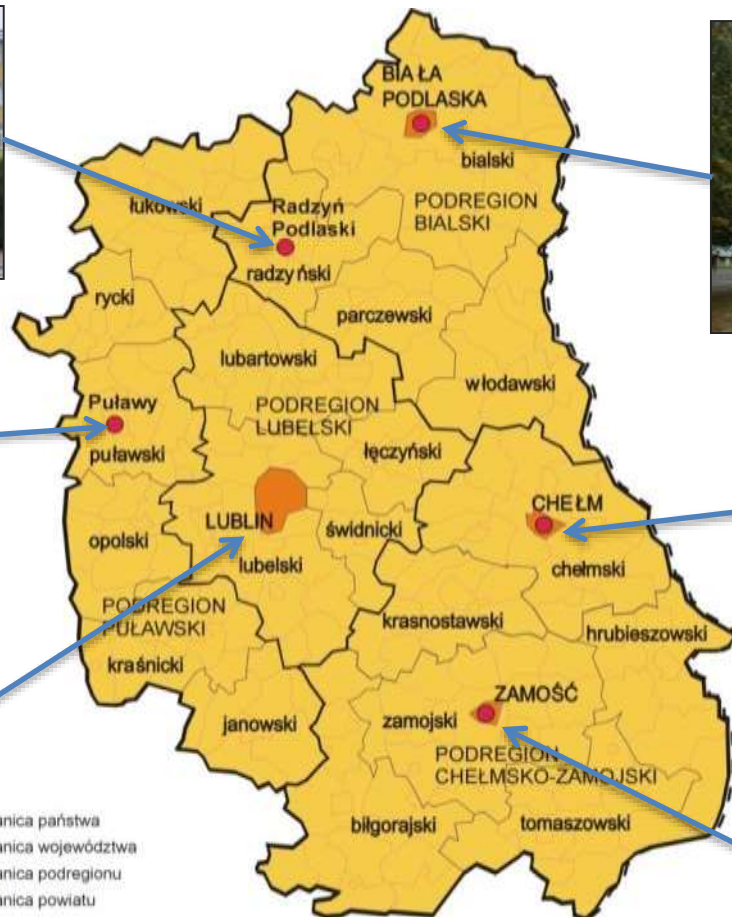 BIAŁA
PODLASKA
bialski
łukowski
Radzyń
Podlaski
PODREGION
BIALSKI
radzyński
rycki
parczewski
lubartowski
włodawski
Puławy
PODREGION
LUBELSKI
puławski
łęczyński
CHEŁM
LUBLIN
świdnicki
opolski
lubelski
chełmski
PODREGION
PUŁAWSKI
krasnostawski
hrubieszowski
kraśnicki
ZAMOŚĆ
janowski
zamojski
PODREGION
CHEŁMSKO-ZAMOJSKI
biłgorajski
tomaszowski
anica państwa
anica województwa
anica podregionu
anica powiatu